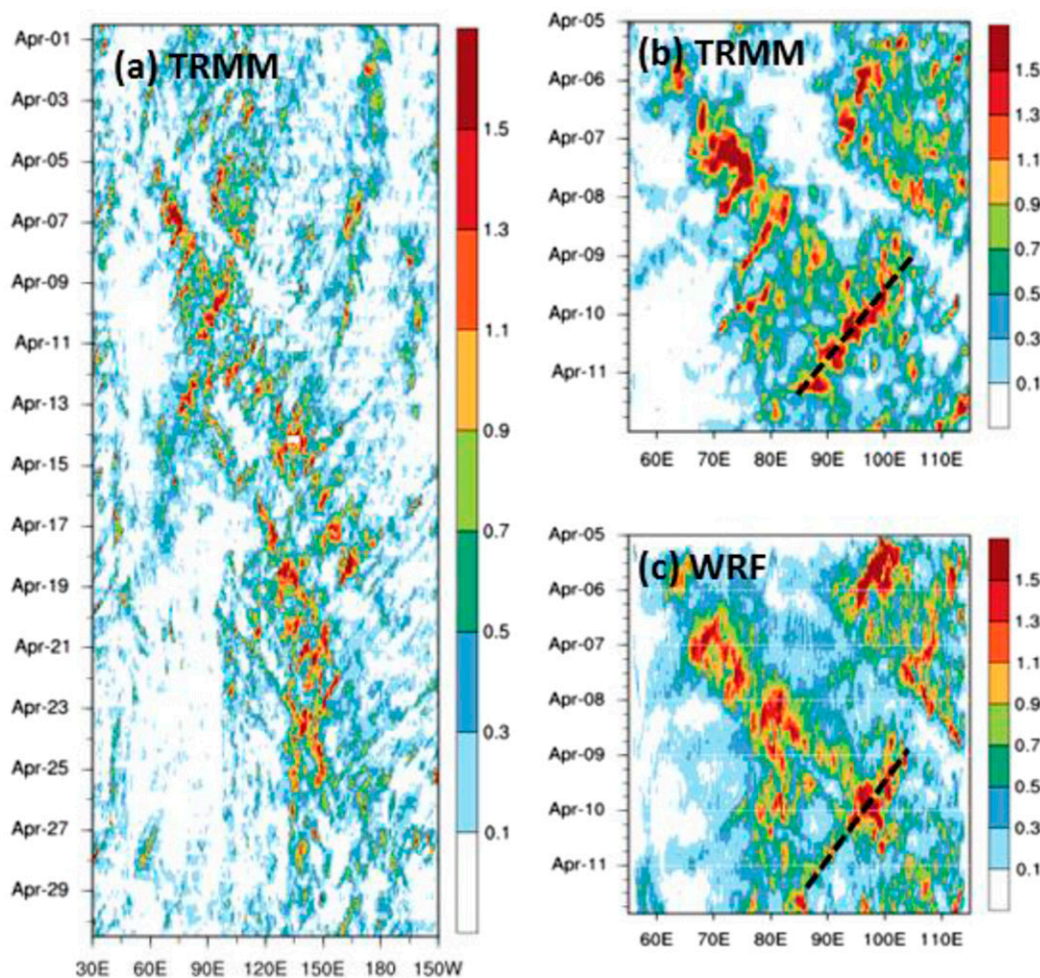 (a) TRMM
Apr-01
Apr-03
Apr-05
Apr-07
Apr-09
Apr-11
Apr-13
Apr-15
Apr-17
Apr-19
Apr-21
Apr-23
Apr-25
Apr-27
Apr-29
30E 60E 90E 120E 150E 180 150W
1.5
1.3
1.1
0.9
0.7
0.5
0.3
0.1
(b) TRMM
Apr-05
Apr-06
Apr-07
Apr-08
Apr-09
Apr-10
Apr-11
60E 70E 80E 90E 100E 110E
1.5
1.3
1.1
0.9
0.7
0.5
0.3
0.1
(c) WRF
Apr-05
Apr-06
Apr-07
Apr-08
Apr-09
Apr-10
Apr-11
60E 70E 80E 90E 100E 110E
1.5
1.3
1.1
0.9
0.7
0.5
0.3
0.1